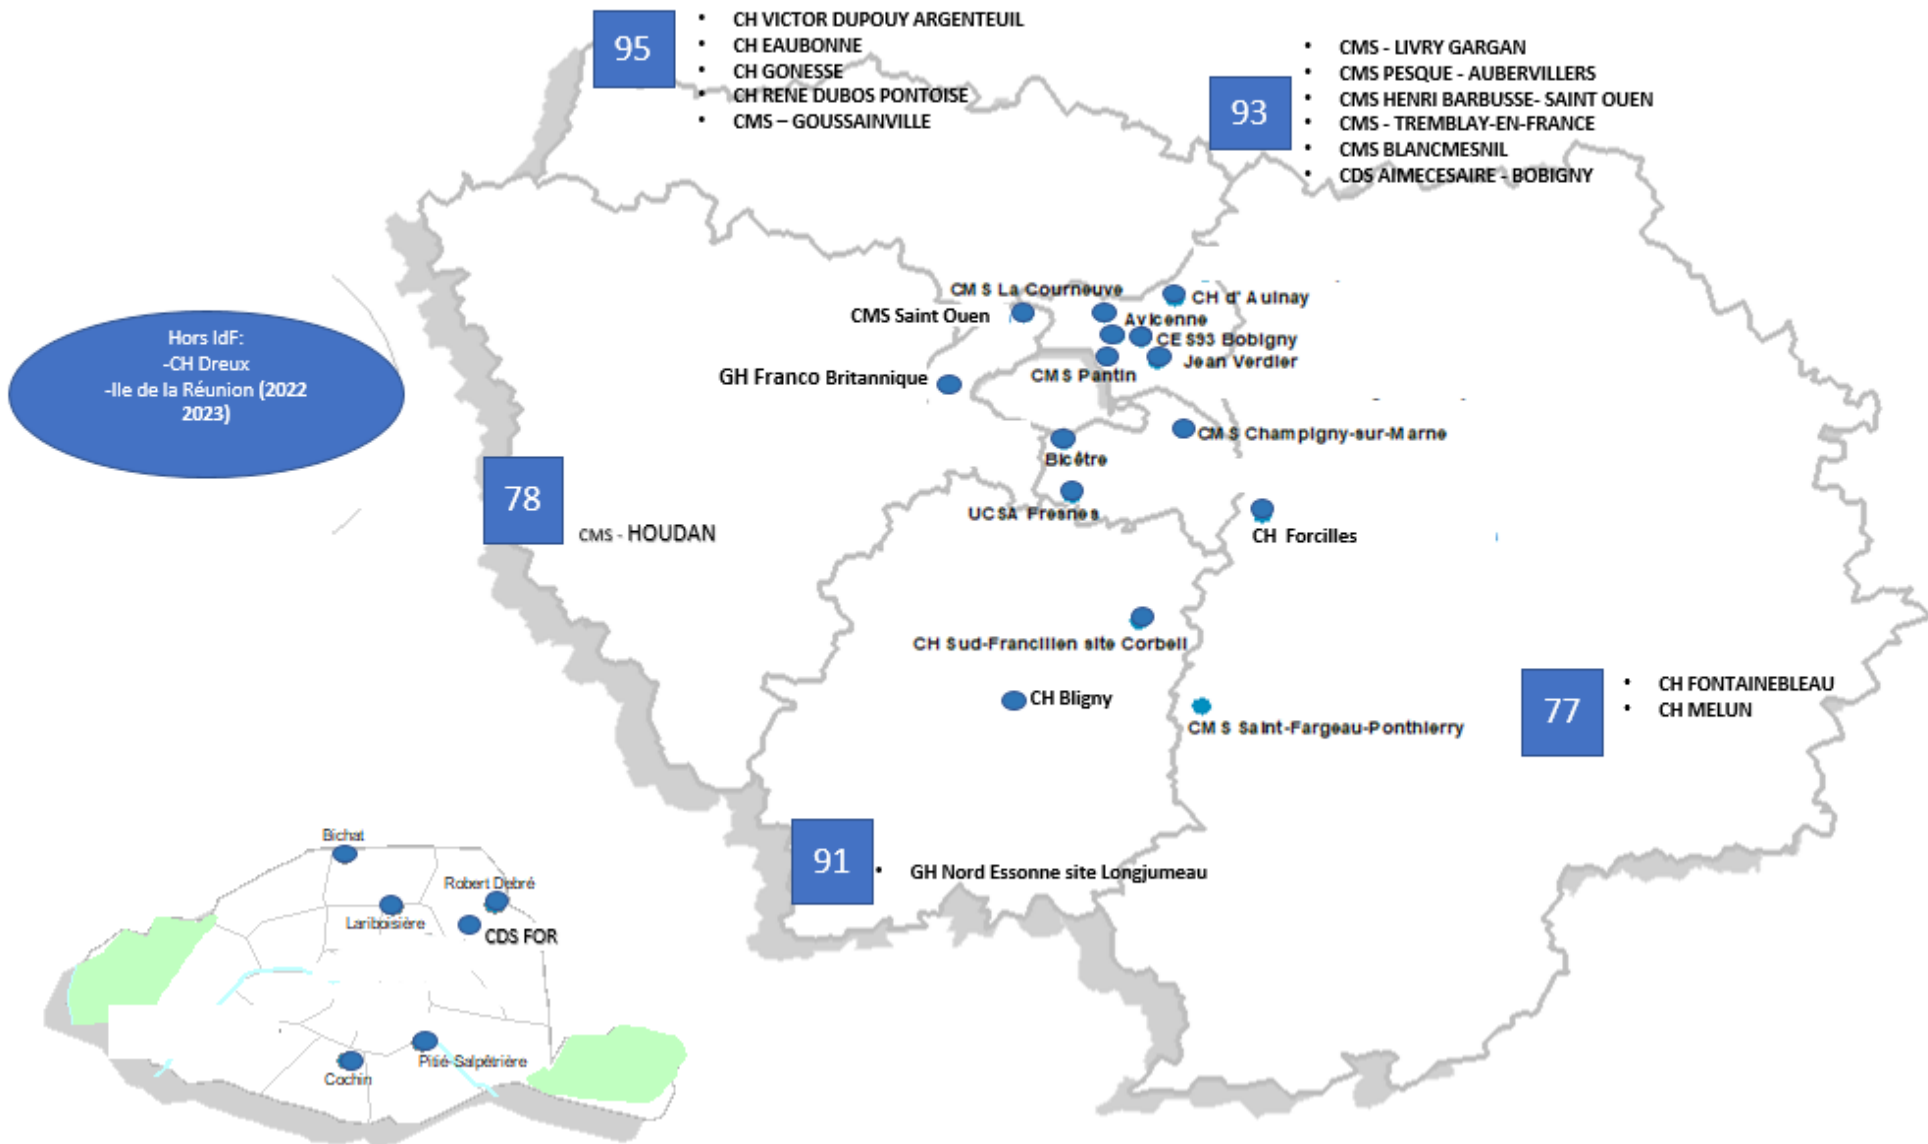 95
• CH VICTOR DUPOUY ARGENTEUIL
• CH EAUBONNE
• CH GONESSE
• CH RENE DUBOS PONTOISE
• CMS – GOUSSAINVILLE
93
• CMS - LIVRY GARGAN
• CMS PESQUE - AUBERVILLERS
• CMS HENRI BARBUSSE- SAINT OUEN
• CMS - TREMBLAY-EN-FRANCE
• CMS BLANCMESNIL
• CDS AIMECESAIRE - BOBIGNY
Hors IdF:
-CH Dreux
-Ile de la Réunion (2022
2023)
CMS La Courneuve
CH d'Aulnay
CMS Saint Ouen
Avicenne
CES93 Bobigny
Jean Verdier
CMS Pantin
GH Franco Britannique
CMS Champigny-sur-Marne
Bicêtre
78
CMS - HOUDAN
UCSA Fresnes
CH Forcilles
CH Sud-Francilien site Corbeil
CH Bligny
CMS Saint-Fargeau-Ponthierry
77
• CH FONTAINEBLEAU
• CH MELUN
91
• GH Nord Essonne site Longjumeau
Bichat
Robert Debré
Lariboisière
CDS FOR
Pitié-Salpêtrière
Cochin